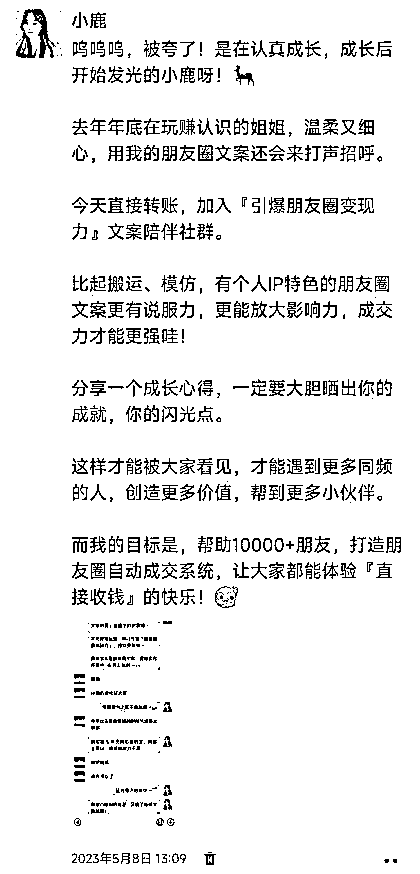 小鹿
呜呜呜，被夸了！是在认真成长，成长后
开始发光的小鹿呀！🦌
去年年底在玩赚认识的姐姐，温柔又细
心，用我的朋友圈文案还会来打声招呼。
今天直接转账，加入『引爆朋友圈变现
力』文案陪伴社群。
比起搬运、模仿，有个人IP特色的朋友圈
文案更有说服力，更能放大影响力，成交
力才能更强哇！
分享一个成长心得，一定要大胆晒出你的
成就，你的闪光点。
这样才能被大家看见，才能遇到更多同频
的人，创造更多价值，帮到更多小伙伴。
而我的目标是，帮助10000+朋友，打造朋
友圈自动成交系统，让大家都能体验『直
接收钱』的快乐！
2023年5月8日 13:09